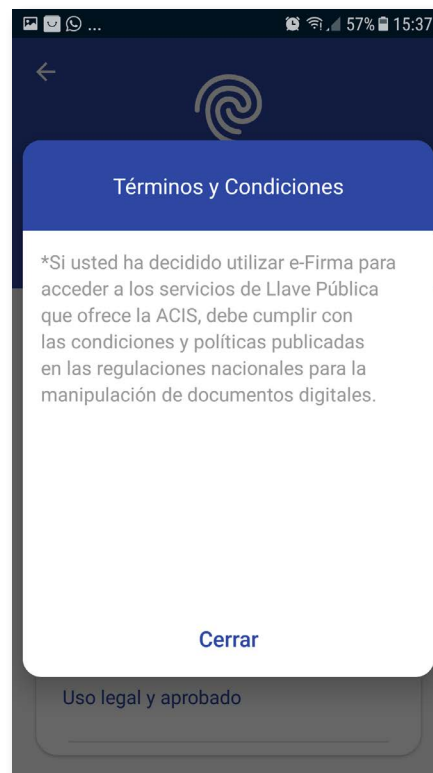 ... 57% 15:37
Términos y Condiciones
*Si usted ha decidido utilizar e-Firma para
acceder a los servicios de Llave Pública
que ofrece la ACIS, debe cumplir con
las condiciones y políticas publicadas
en las regulaciones nacionales para la
manipulación de documentos digitales.
Cerrar
Uso legal y aprobado